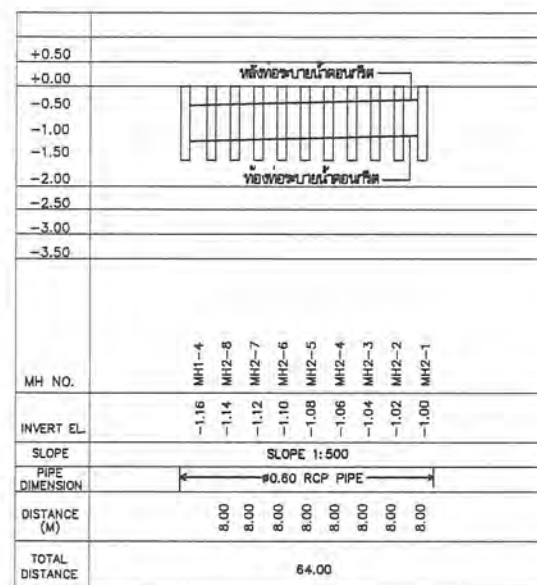 +0.50
+0.00
-0.50
-1.00
-1.50
-2.00
-2.50
-3.00
-3.50
หลังท่อระบายน้ำคอนกรีต
ท้องท่อระบายน้ำคอนกรีต
MH NO. MH1-4 MH2-8 MH2-7 MH2-6 MH2-5 MH2-4 MH2-3 MH2-2 MH2-1
INVERT EL. -1.16 -1.14 -1.12 -1.10 -1.08 -1.06 -1.04 -1.02 -1.00
SLOPE SLOPE 1:500
PIPE
DIMENSION
ø0.60 RCP PIPE
DISTANCE
(M)
8.00 8.00 8.00 8.00 8.00 8.00 8.00 8.00
TOTAL
DISTANCE
64.00